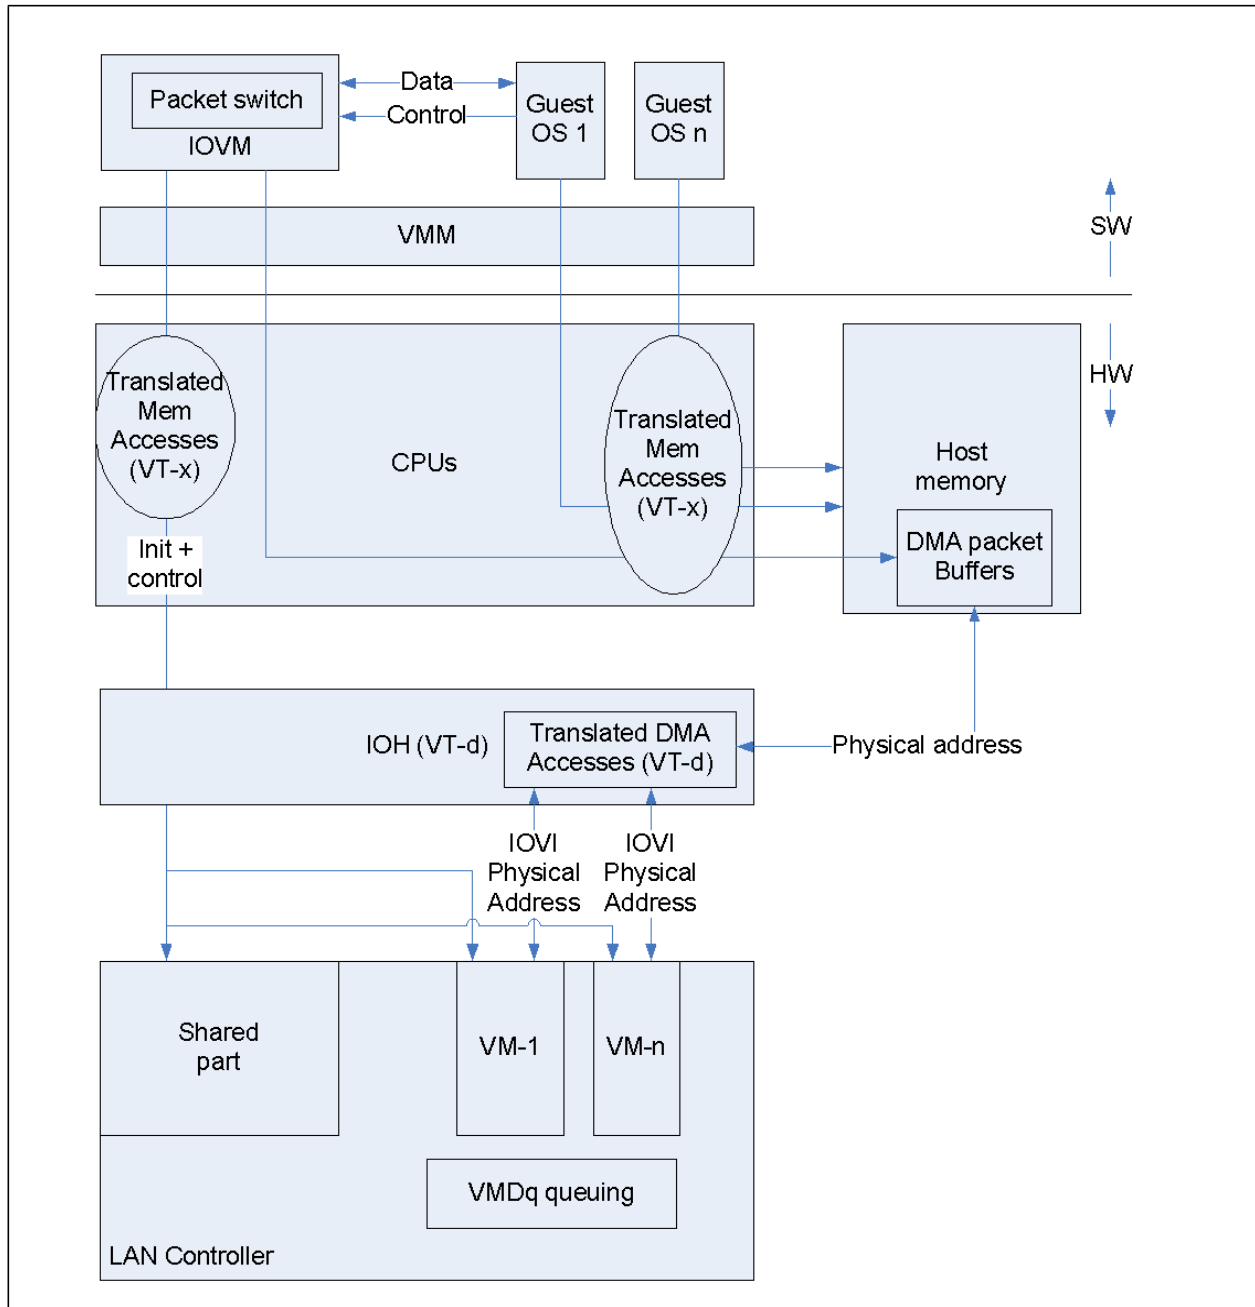 Packet switch
IOVM
Data
Control
Guest
OS 1
Guest
OS n
VMM
SW
HW
Translated
Mem
Accesses
(VT-x)
CPUs
Translated
Mem
Accesses
(VT-x)
Host
memory
DMA packet
Buffers
Init +
control
IOH (VT-d)
Translated DMA
Accesses (VT-d)
Physical address
IOVI
Physical
Address
IOVI
Physical
Address
Shared
part
VM-1
VM-n
VMDq queuing
LAN Controller